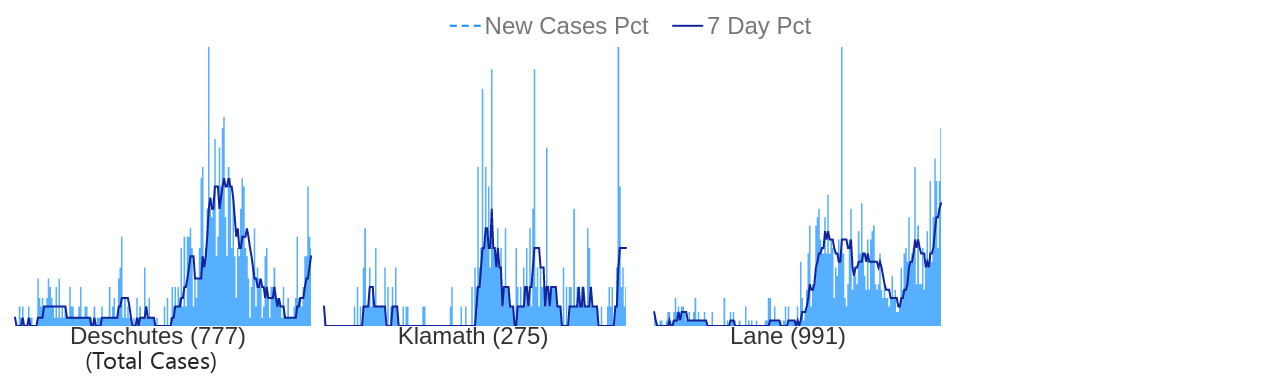 New Cases Pct 7 Day Pct
Deschutes (777) Klamath (275) Lane (991)
(Total Cases)